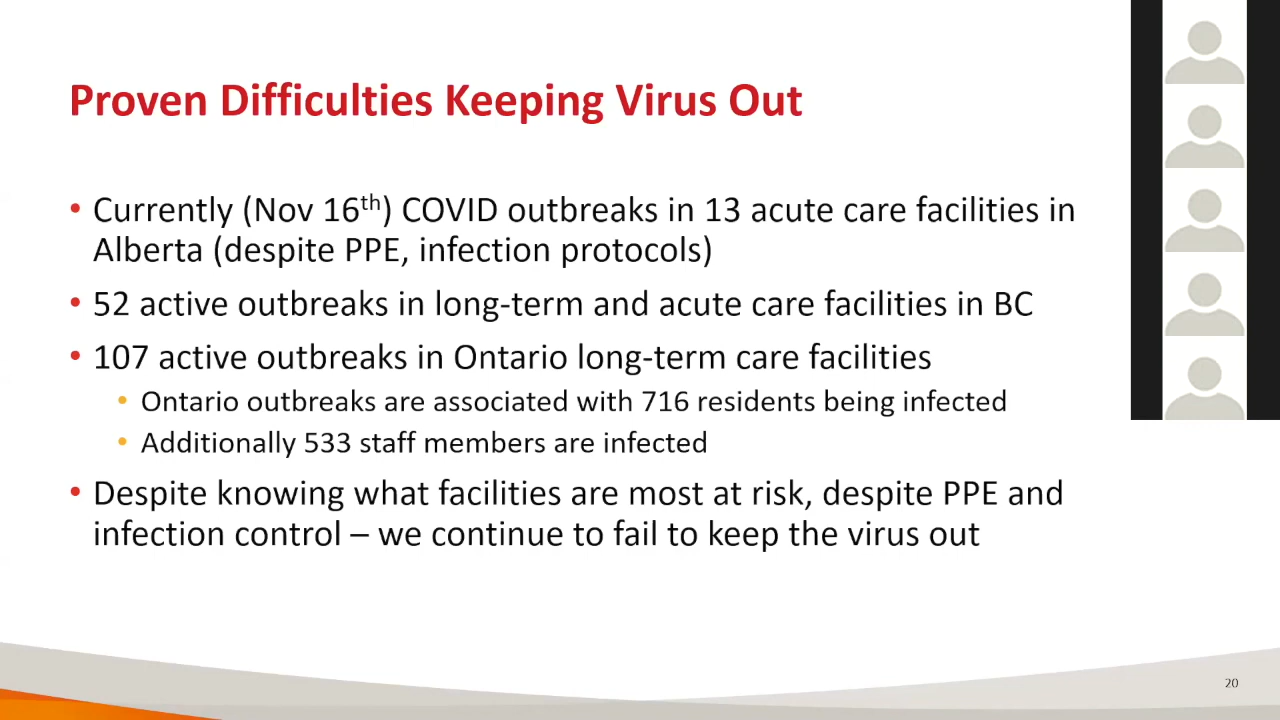 Proven Difficulties Keeping Virus Out
• Currently (Nov 16th) COVID outbreaks in 13 acute care facilities in
Alberta (despite PPE, infection protocols)
• 52 active outbreaks in long-term and acute care facilities in BC
• 107 active outbreaks in Ontario long-term care facilities
• Ontario outbreaks are associated with 716 residents being infected
• Additionally 533 staff members are infected
• Despite knowing what facilities are most at risk, despite PPE and
infection control – we continue to fail to keep the virus out
20